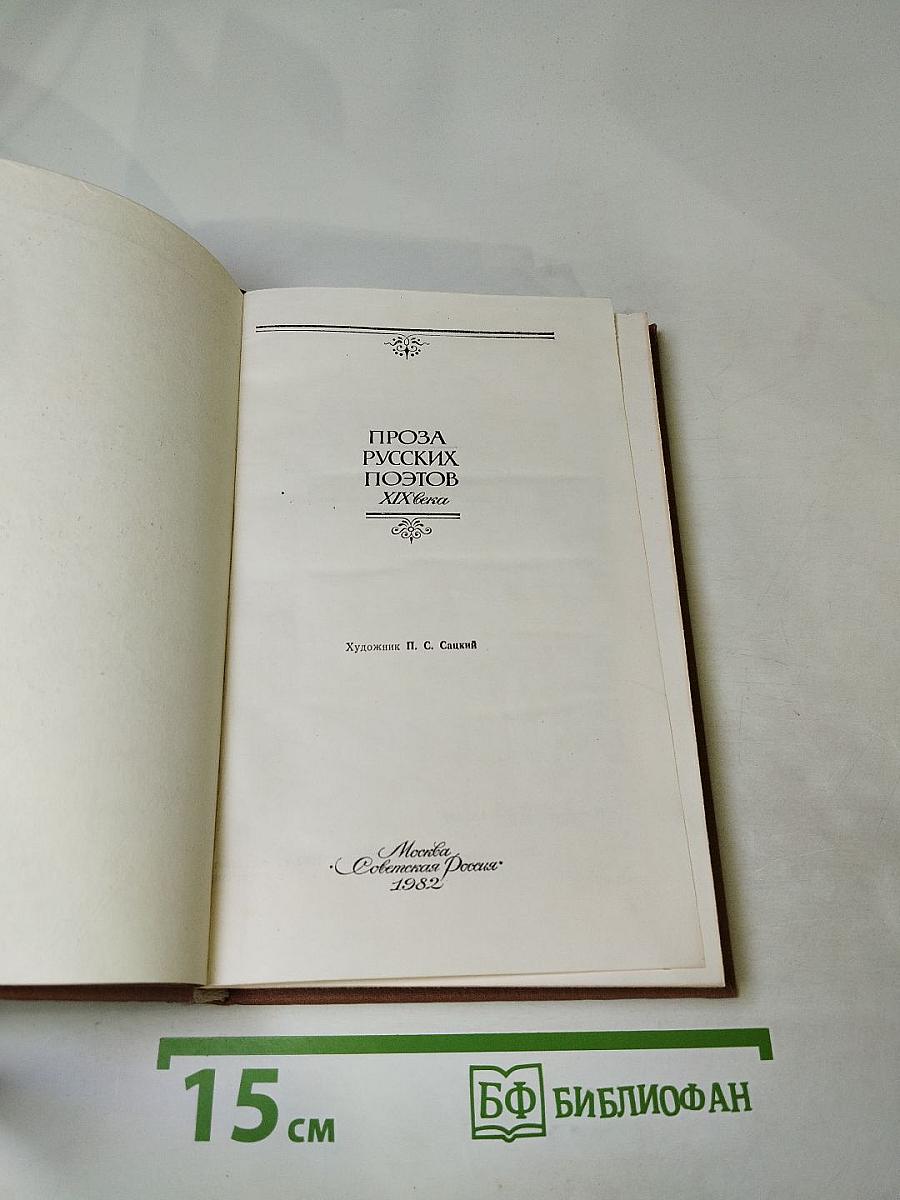 ПРОЗА
РУССКИХ
ПОЭТОВ
XIX века
Художник П. С. Сацкий
Москва
"Советская Россия"
1982
15 см
БФ БИБЛИОФАН